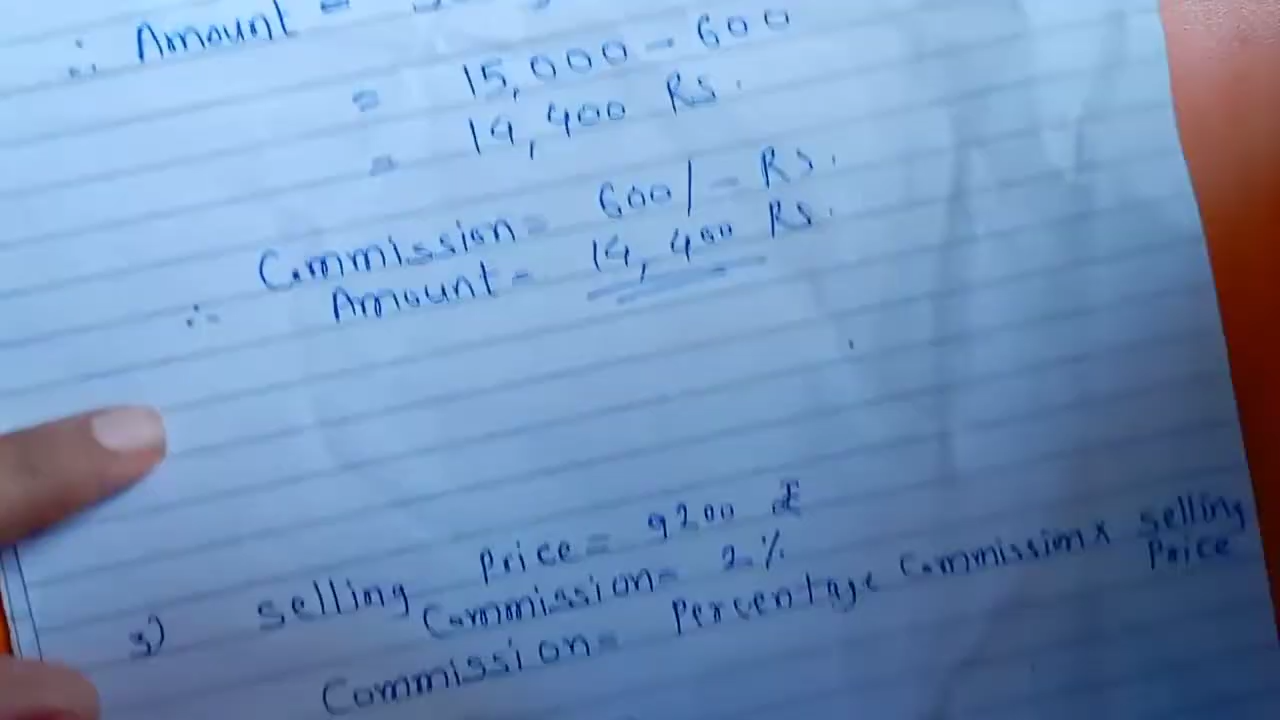 ∴ Amount =
= 15,000 - 600
= 14,400 Rs.
Commission = 600/- Rs.
∴ Amount = 14,400 Rs.
3) Selling Price = 9200 ₹
Commission = 2%
Commission = Percentage Commission x Selling Price